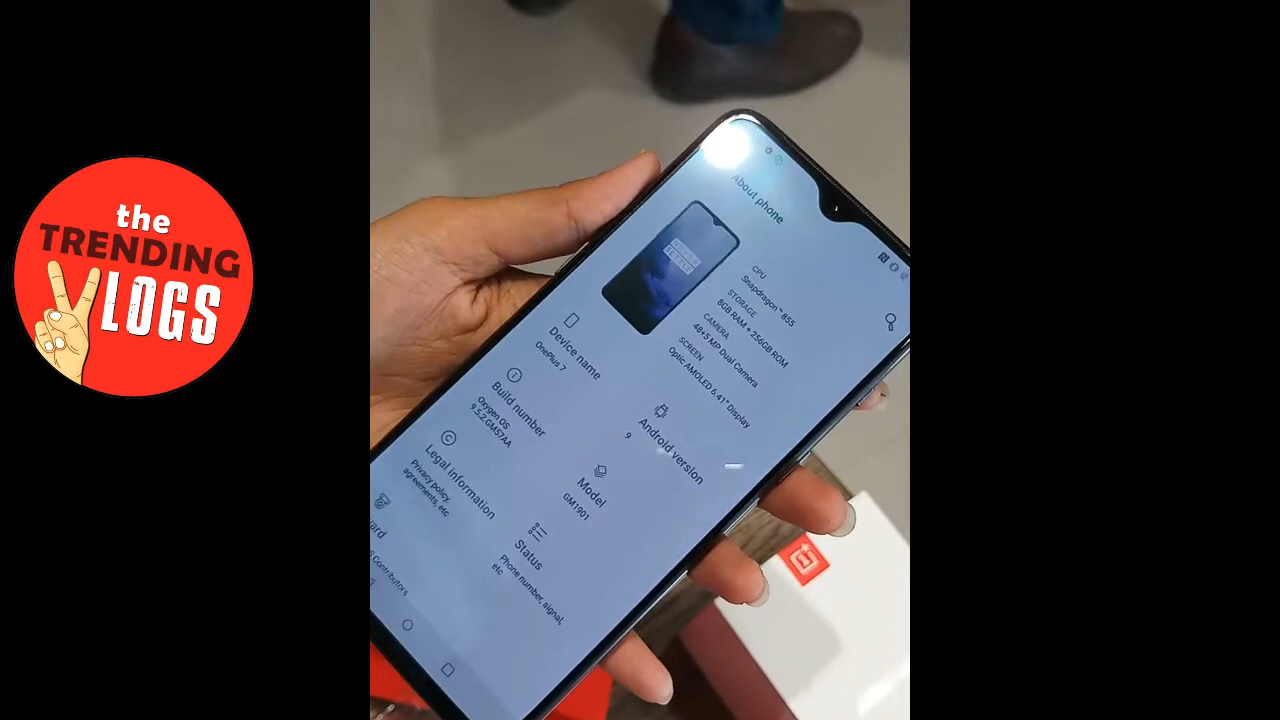 the
TRENDING
VLOGS
About phone
CPU
Snapdragon™ 855
STORAGE
8GB RAM + 256GB ROM
CAMERA
48+5 MP Dual Camera
SCREEN
Optic AMOLED 6.41" Display
Device name
OnePlus 7
Android version
9
Build number
Oxygen OS
9.5.2.GM57AA
Model
GM1901
Legal information
Privacy policy,
agreements, etc
Status
Phone number, signal,
etc
Contributors